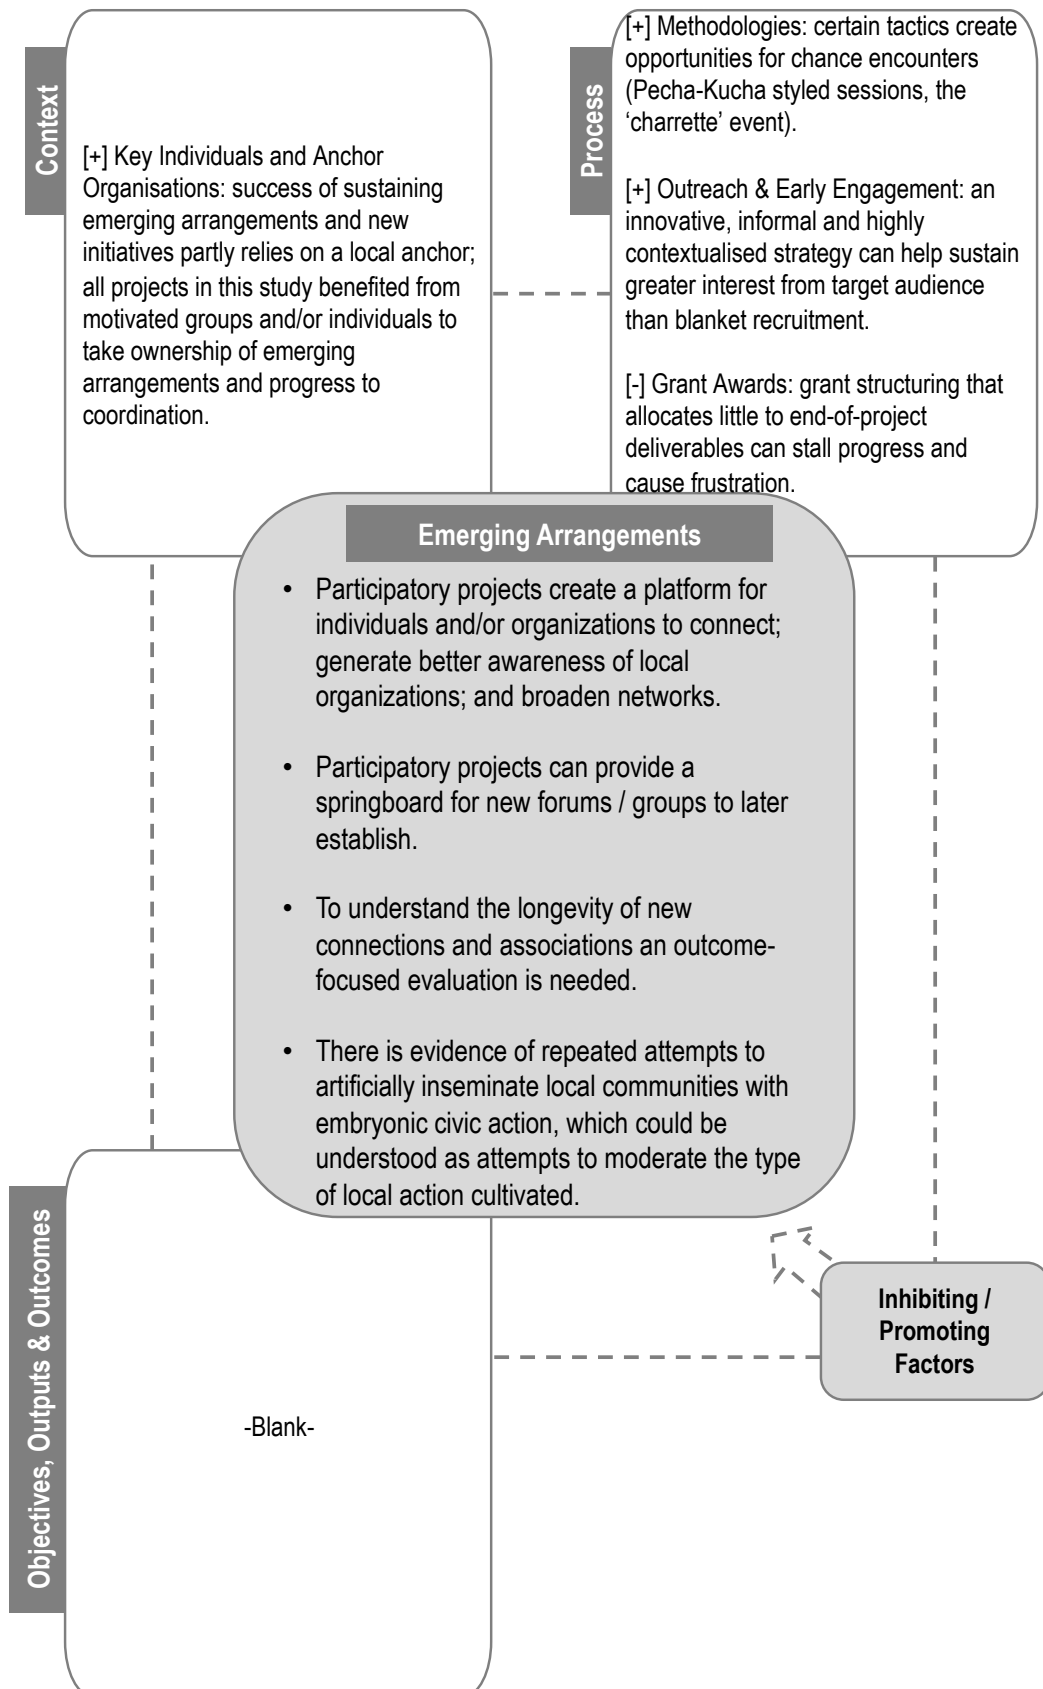 Context
[+] Key Individuals and Anchor
Organisations: success of sustaining
emerging arrangements and new
initiatives partly relies on a local anchor;
all projects in this study benefited from
motivated groups and/or individuals to
take ownership of emerging
arrangements and progress to
coordination.
Process
[+] Methodologies: certain tactics create
opportunities for chance encounters
(Pecha-Kucha styled sessions, the
‘charrette’ event).
[+] Outreach & Early Engagement: an
innovative, informal and highly
contextualised strategy can help sustain
greater interest from target audience
than blanket recruitment.
[-] Grant Awards: grant structuring that
allocates little to end-of-project
deliverables can stall progress and
cause frustration.
Emerging Arrangements
• Participatory projects create a platform for
individuals and/or organizations to connect;
generate better awareness of local
organizations; and broaden networks.
• Participatory projects can provide a
springboard for new forums / groups to later
establish.
• To understand the longevity of new
connections and associations an outcome-
focused evaluation is needed.
• There is evidence of repeated attempts to
artificially inseminate local communities with
embryonic civic action, which could be
understood as attempts to moderate the type
of local action cultivated.
Objectives, Outputs & Outcomes
-Blank-
Inhibiting /
Promoting
Factors